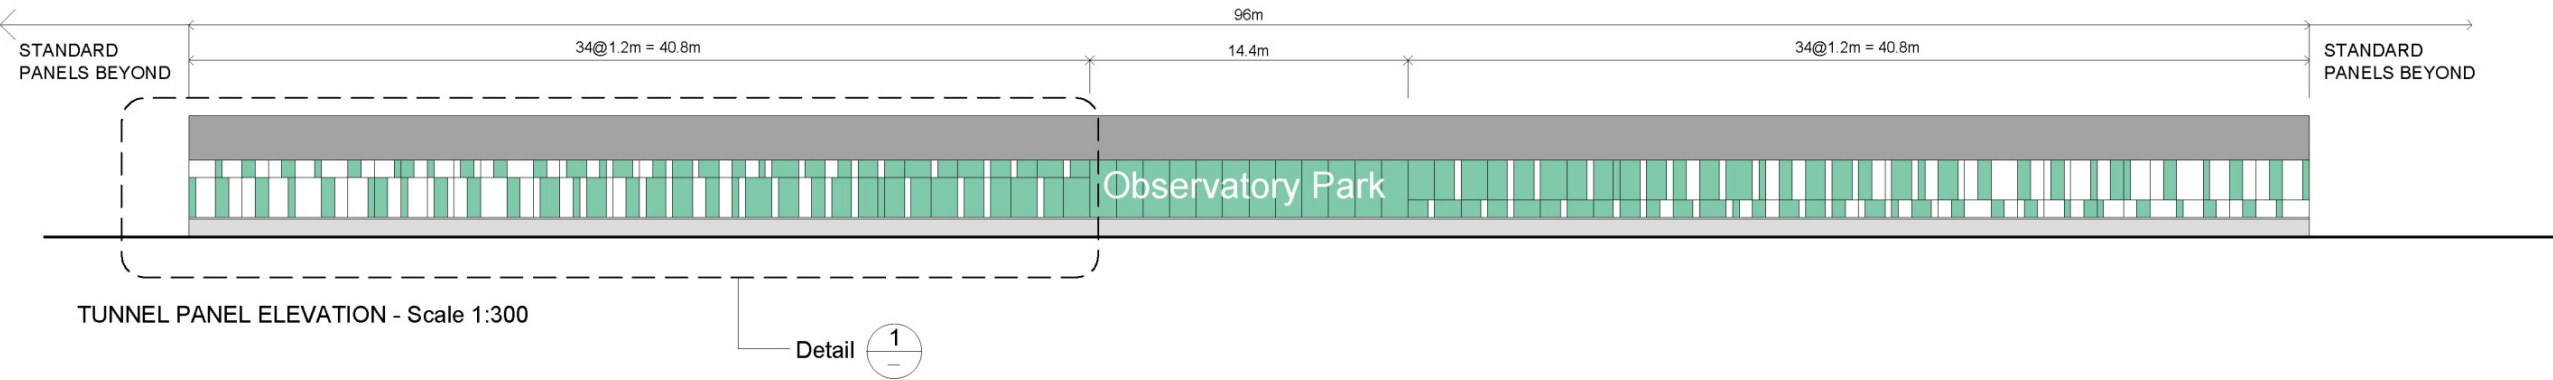 96m
STANDARD
PANELS BEYOND
34@1.2m = 40.8m
14.4m
34@1.2m = 40.8m
STANDARD
PANELS BEYOND
Observatory Park
TUNNEL PANEL ELEVATION - Scale 1:300
Detail
1
—